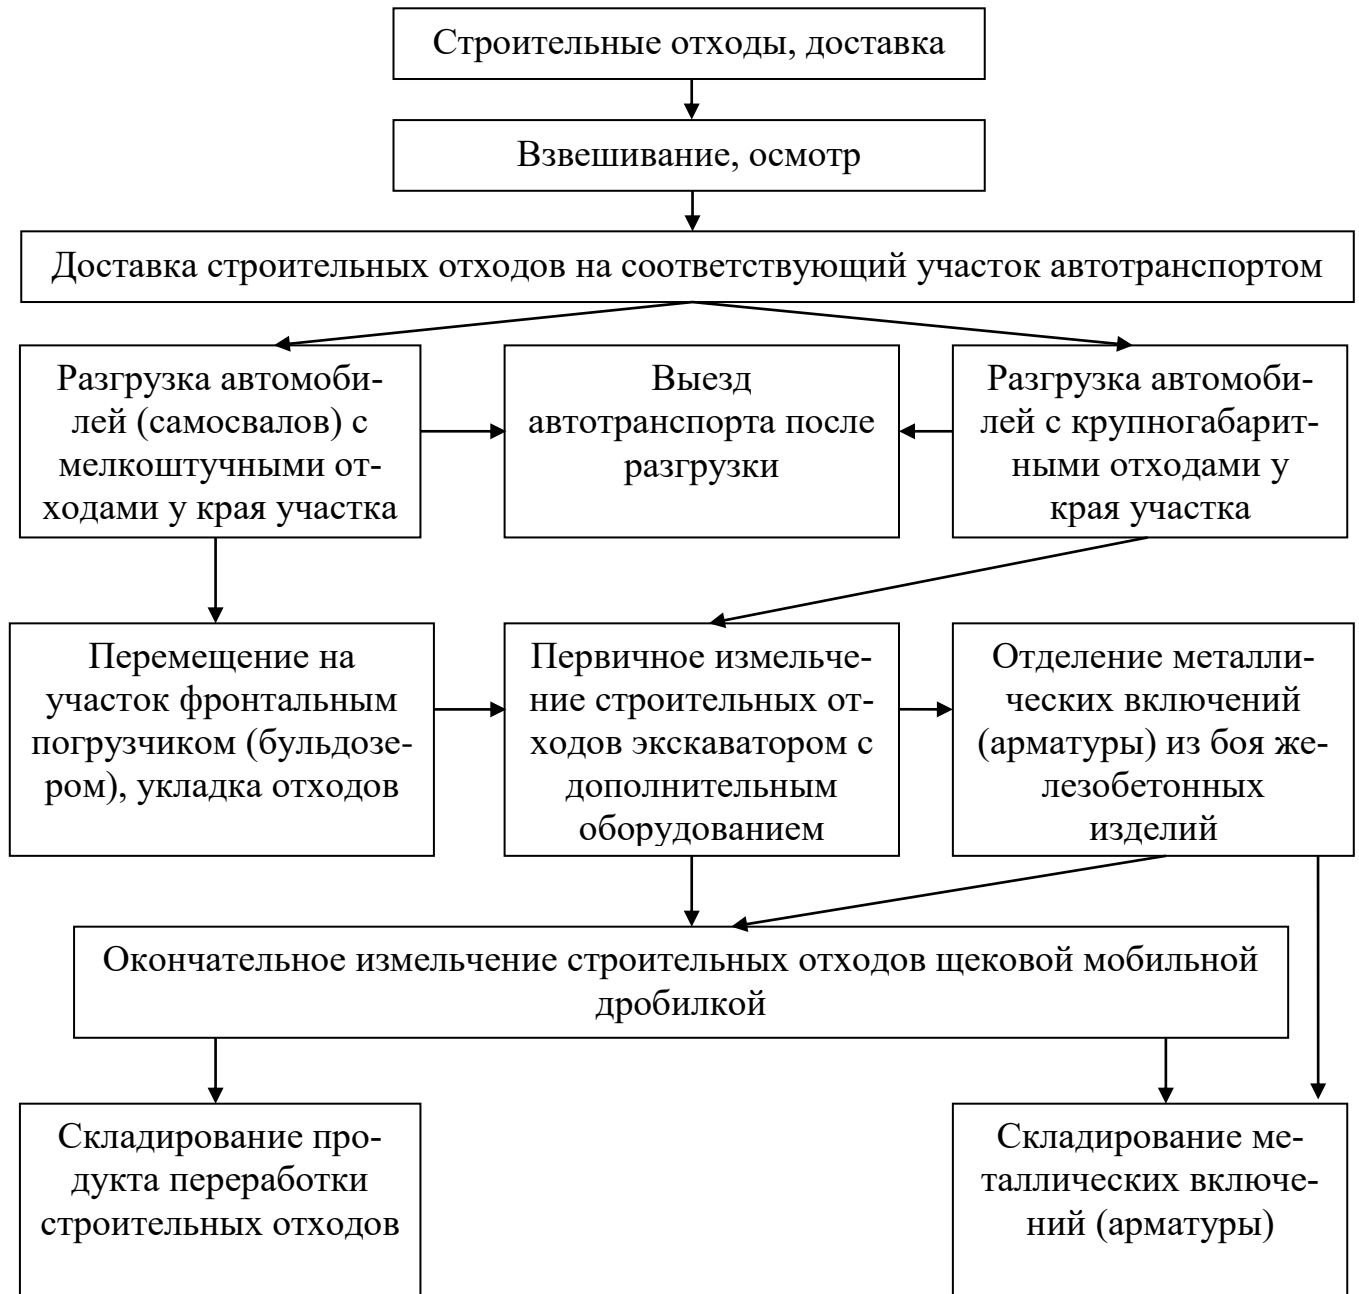 Строительные отходы, доставка
Взвешивание, осмотр
Доставка строительных отходов на соответствующий участок автотранспортом
Разгрузка автомоби-
лей (самосвалов) с
мелкоштучными от-
ходами у края участка
Выезд
автотранспорта после
разгрузки
Разгрузка автомоби-
лей с крупногабарит-
ными отходами у
края участка
Перемещение на
участок фронтальным
погрузчиком (бульдозе-
ром), укладка отходов
Первичное измельче-
ние строительных от-
ходов экскаватором с
дополнительным
оборудованием
Отделение металли-
ческих включений
(арматуры) из боя же-
лезобетонных
изделий
Окончательное измельчение строительных отходов щековой мобильной
дробилкой
Складирование про-
дукта переработки
строительных отходов
Складирование ме-
таллических включе-
ний (арматуры)